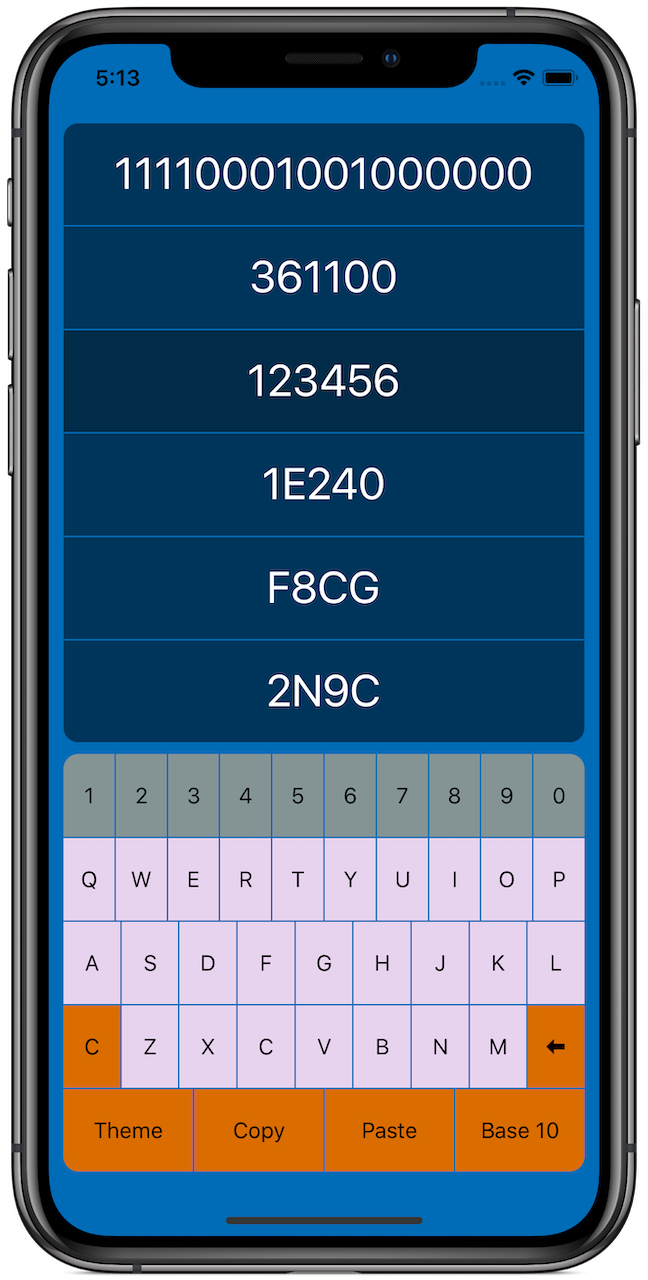 5:13
11110001001000000
361100
123456
1E240
F8CG
2N9C
1 2 3 4 5 6 7 8 9 0
Q W E R T Y U I O P
A S D F G H J K L
C Z X C V B N M
Theme Copy Paste Base 10